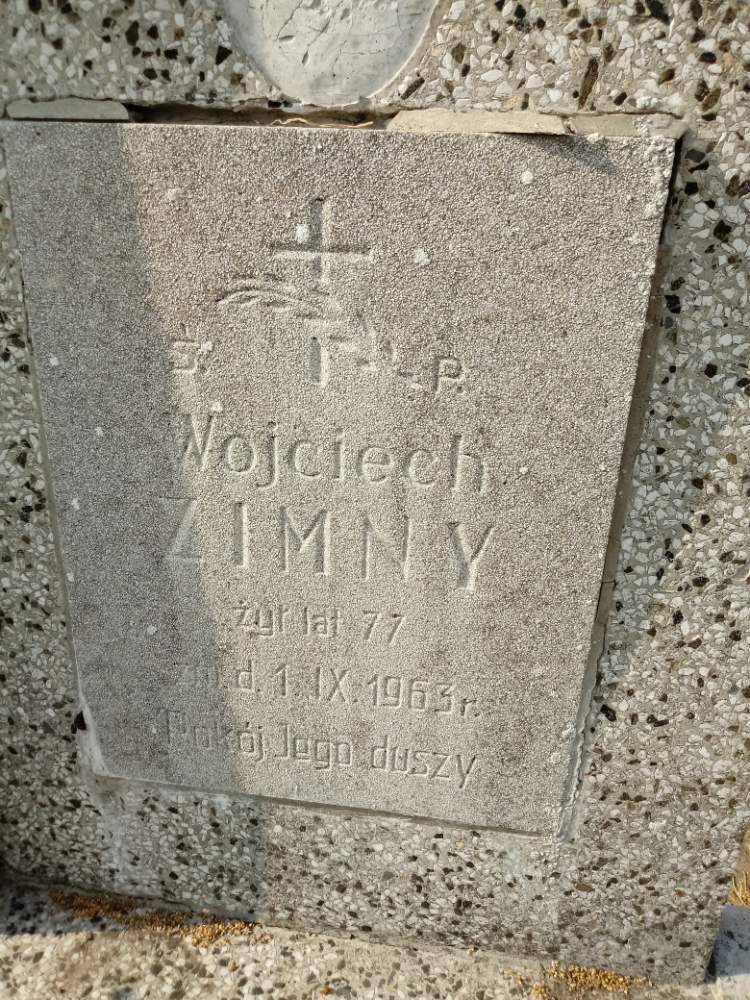 Ś. P.
Wojciech
ZIMNY
żył lat 77
zm. d. 1. IX. 1963 r.
Pokój Jego duszy